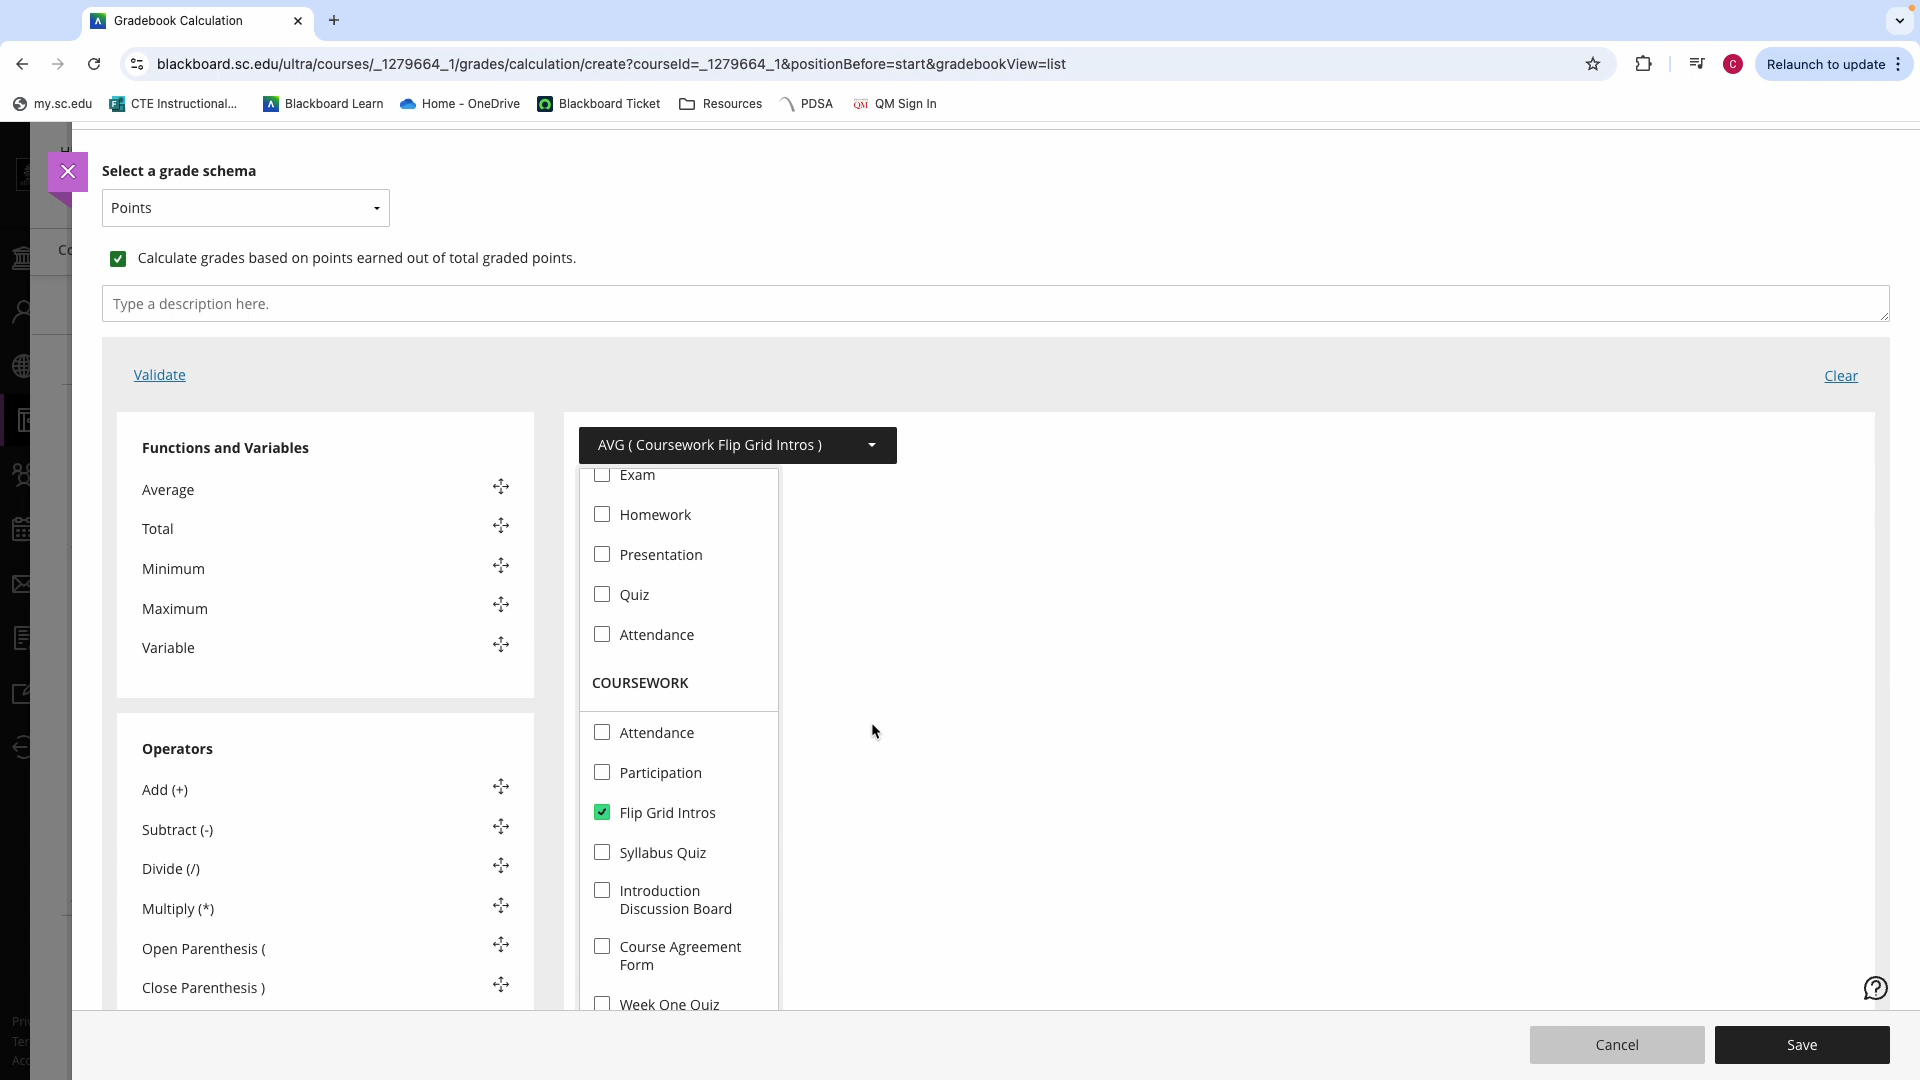 Gradebook Calculation
blackboard.sc.edu/ultra/courses/_1279664_1/grades/calculation/create?courseId=_1279664_1&positionBefore=start&gradebookView=list
C
Relaunch to update
my.sc.edu
CTE Instructional...
Blackboard Learn
Home - OneDrive
Blackboard Ticket
Resources
PDSA
QM QM Sign In
Select a grade schema
Points
Calculate grades based on points earned out of total graded points.
Type a description here.
Validate
Clear
Functions and Variables
Average
Total
Minimum
Maximum
Variable
Operators
Add (+)
Subtract (-)
Divide (/)
Multiply (*)
Open Parenthesis (
Close Parenthesis )
AVG ( Coursework Flip Grid Intros )
Exam
Homework
Presentation
Quiz
Attendance
COURSEWORK
Attendance
Participation
Flip Grid Intros
Syllabus Quiz
Introduction
Discussion Board
Course Agreement
Form
Week One Quiz
Cancel
Save